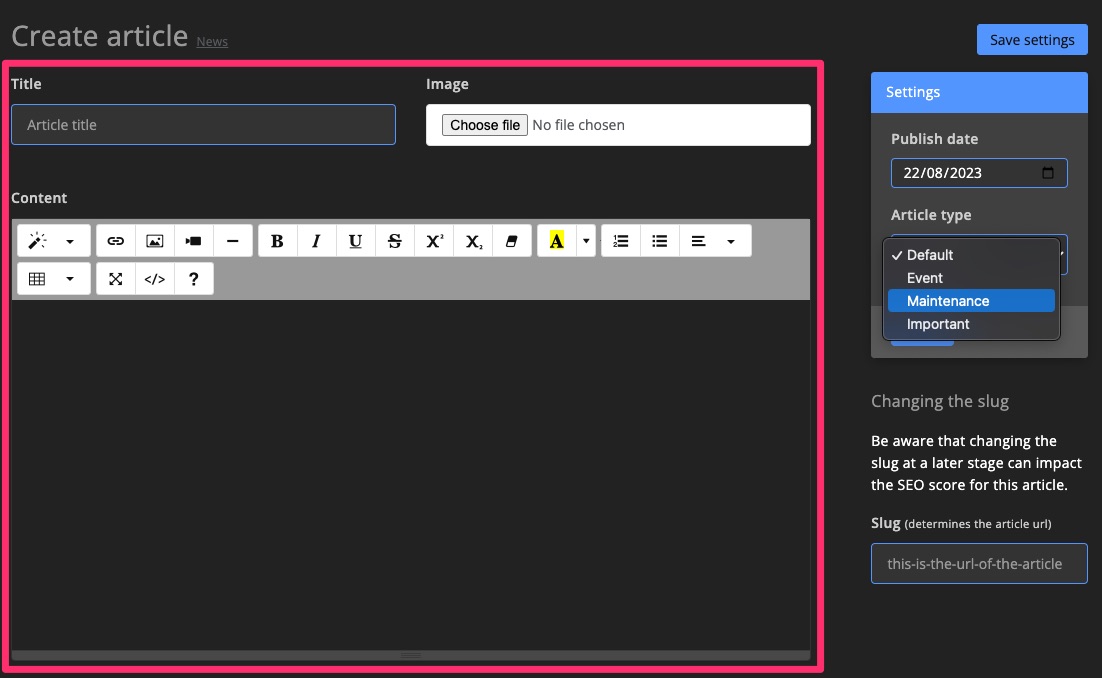 Create article News
Save settings
Title
Image
Article title
Choose file No file chosen
Content
B I U S X² X₂ A
</> ?
Settings
Publish date
22/08/2023
Article type
✓ Default
Event
Maintenance
Important
Changing the slug
Be aware that changing the
slug at a later stage can impact
the SEO score for this article.
Slug (determines the article url)
this-is-the-url-of-the-article